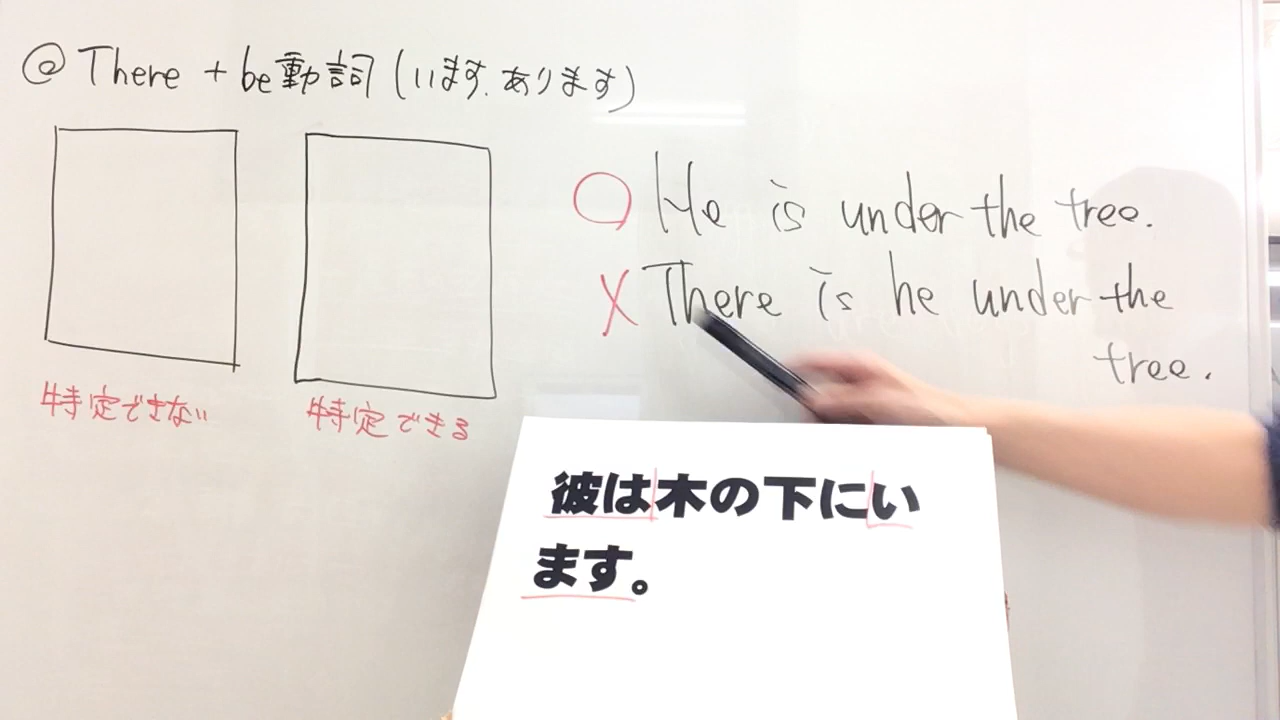 @ There + be動詞 (います. あります)
○ He is under the tree.
X There is he under the
tree.
特定できない
特定できる
彼は木の下にい
ます。